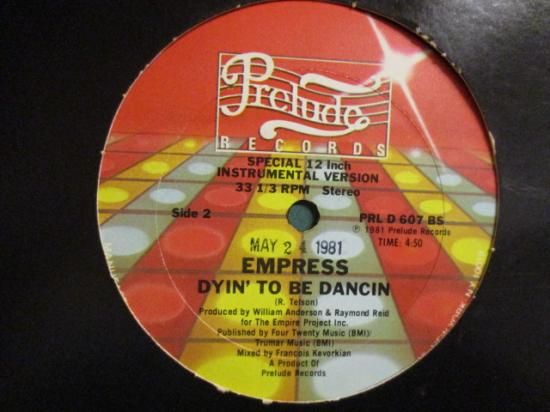 Prelude
RECORDS
SPECIAL 12 Inch
INSTRUMENTAL VERSION
33 1/3 RPM Stereo
Side 2
PRL D 607 BS
℗ 1981 Prelude Records
TIME: 4:50
MAY 24 1981
EMPRESS
DYIN' TO BE DANCIN
(R. Telson)
Produced by William Anderson & Raymond Reid
for The Empire Project Inc.
Published by Four Twenty Music (BMI)/
Trumar Music (BMI)
Mixed by Francois Kevorkian
A Product Of
Prelude Records